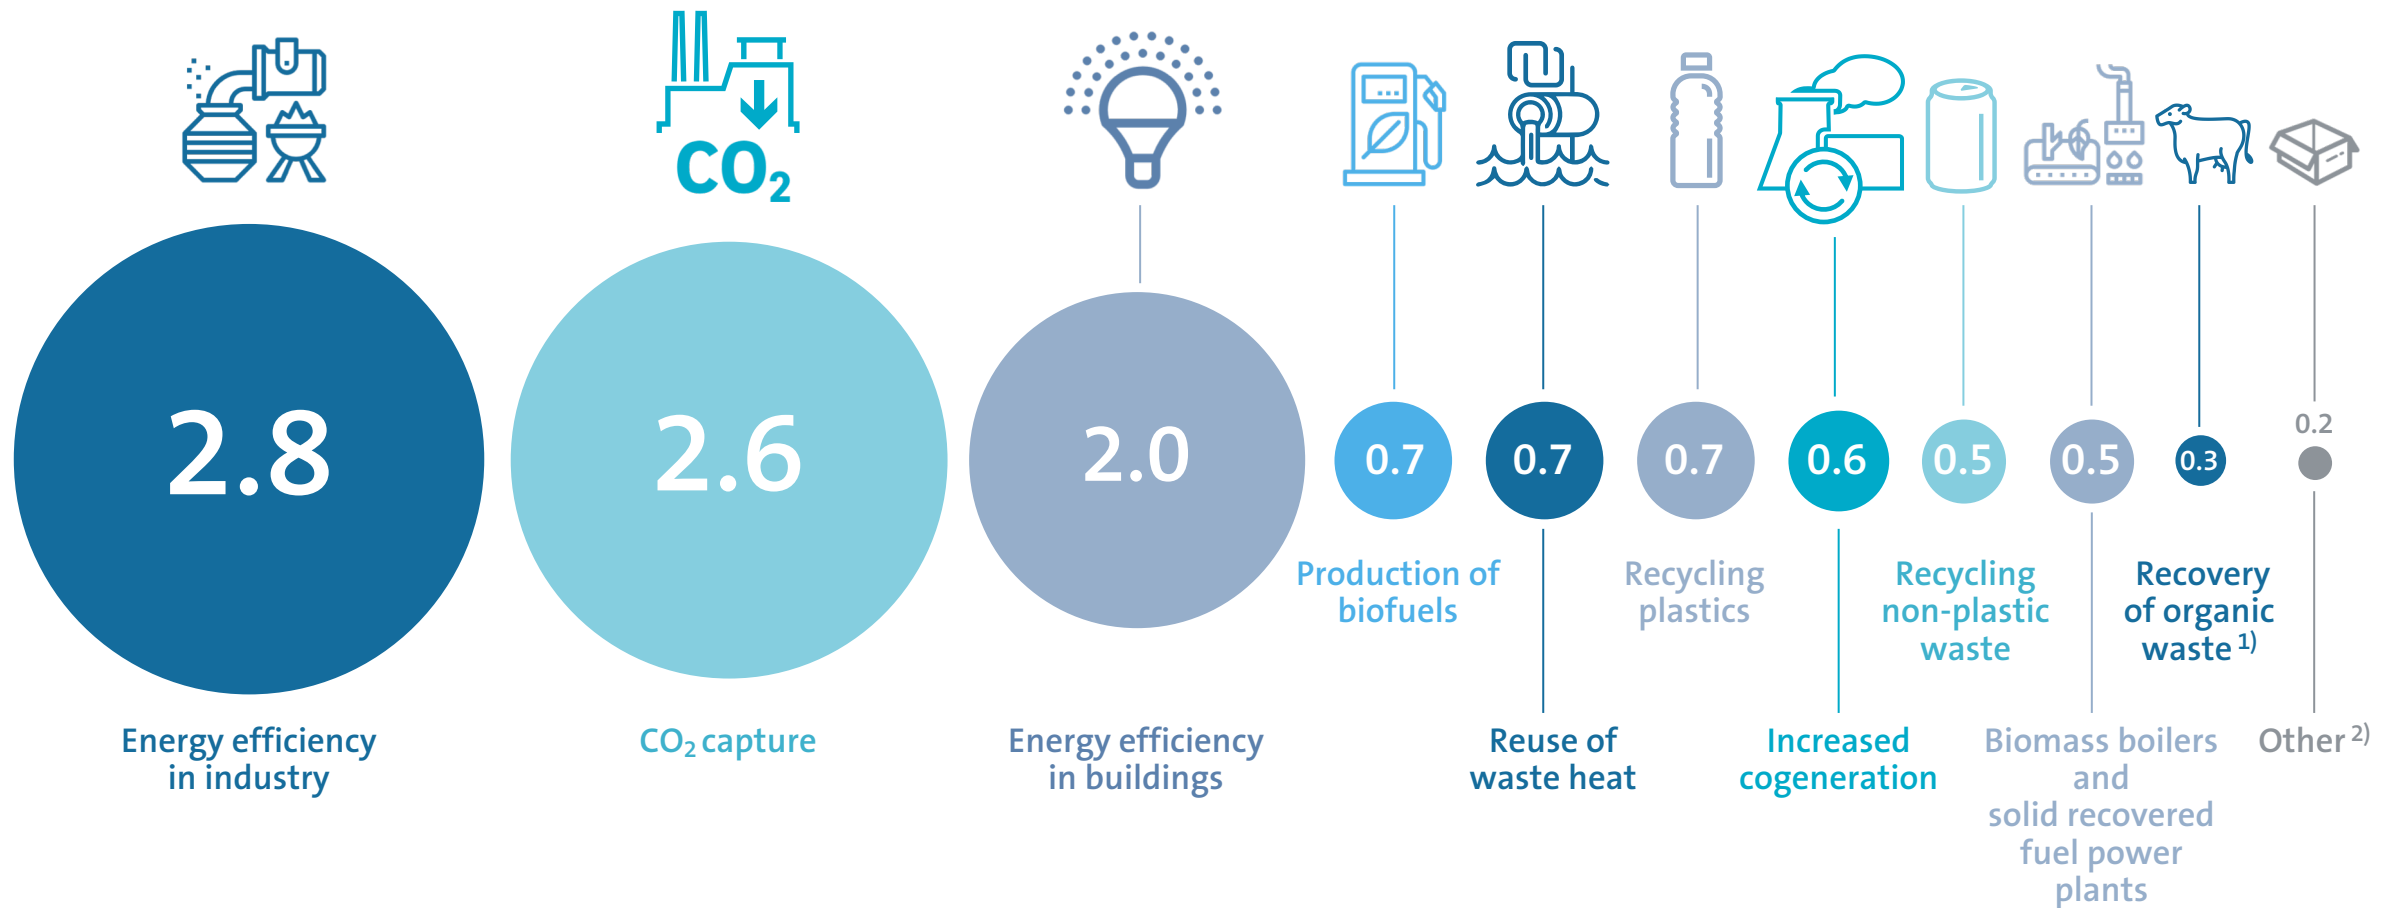 CO2
2.8
2.6
2.0
0.7
0.7
0.7
0.6
0.5
0.5
0.3
0.2
Energy efficiency
in industry
CO2 capture
Energy efficiency
in buildings
Production of
biofuels
Reuse of
waste heat
Recycling
plastics
Increased
cogeneration
Recycling
non-plastic
waste
Biomass boilers
and
solid recovered
fuel power
plants
Recovery
of organic
waste 1)
Other 2)